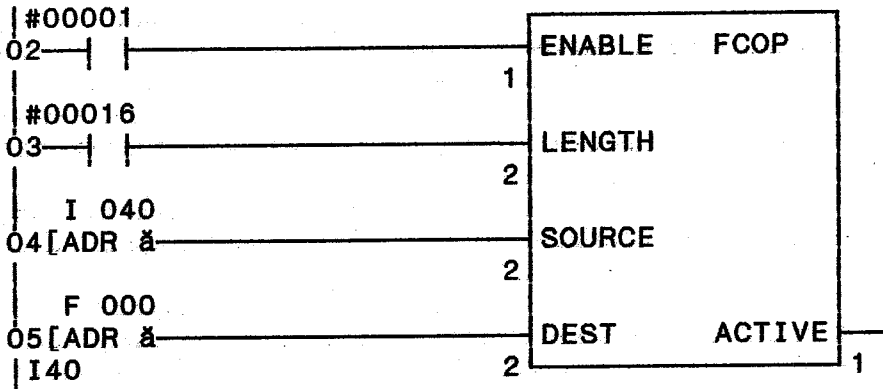 #00001
02 ENABLE FCOP
1
#00016
03 LENGTH
2
I 040
04[ADR ă SOURCE
2
F 000
05[ADR ă DEST ACTIVE
I40 2 1